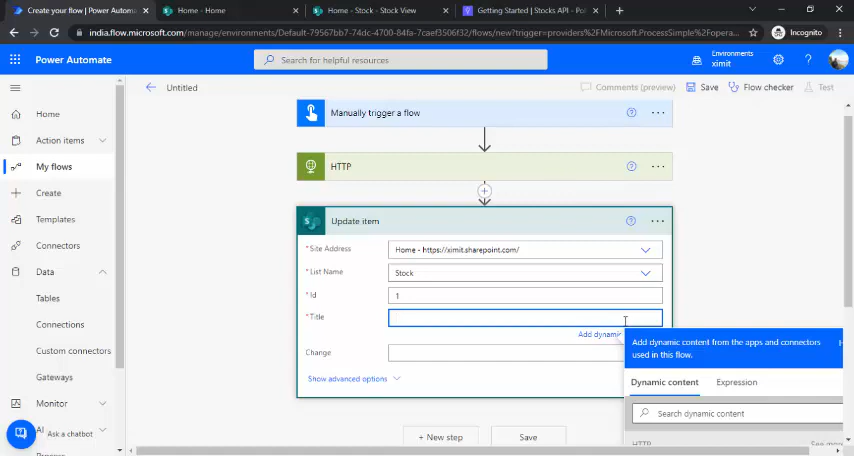 Create your flow | Power Automate
Home - Home
Home - Stock - Stock View
Getting Started | Stocks API - Pol
india.flow.microsoft.com/manage/environments/Default-79567bb7-74dc-4700-84fa-7caef3506f32/flows/new?trigger=providers%2FMicrosoft.ProcessSimple%2Fopera...
Incognito
Power Automate
Search for helpful resources
Environments
ximit
Untitled
Comments (preview)
Save
Flow checker
Test
Home
Action items
My flows
Create
Templates
Connectors
Data
Tables
Connections
Custom connectors
Gateways
Monitor
AI
Ask a chatbot
Manually trigger a flow
HTTP
Update item
* Site Address
Home - https://ximit.sharepoint.com/
* List Name
Stock
* Id
1
* Title
Add dynamic
Change
Show advanced options
+ New step
Save
Add dynamic content from the apps and connectors
used in this flow.
Dynamic content
Expression
Search dynamic content
HTTP
See more